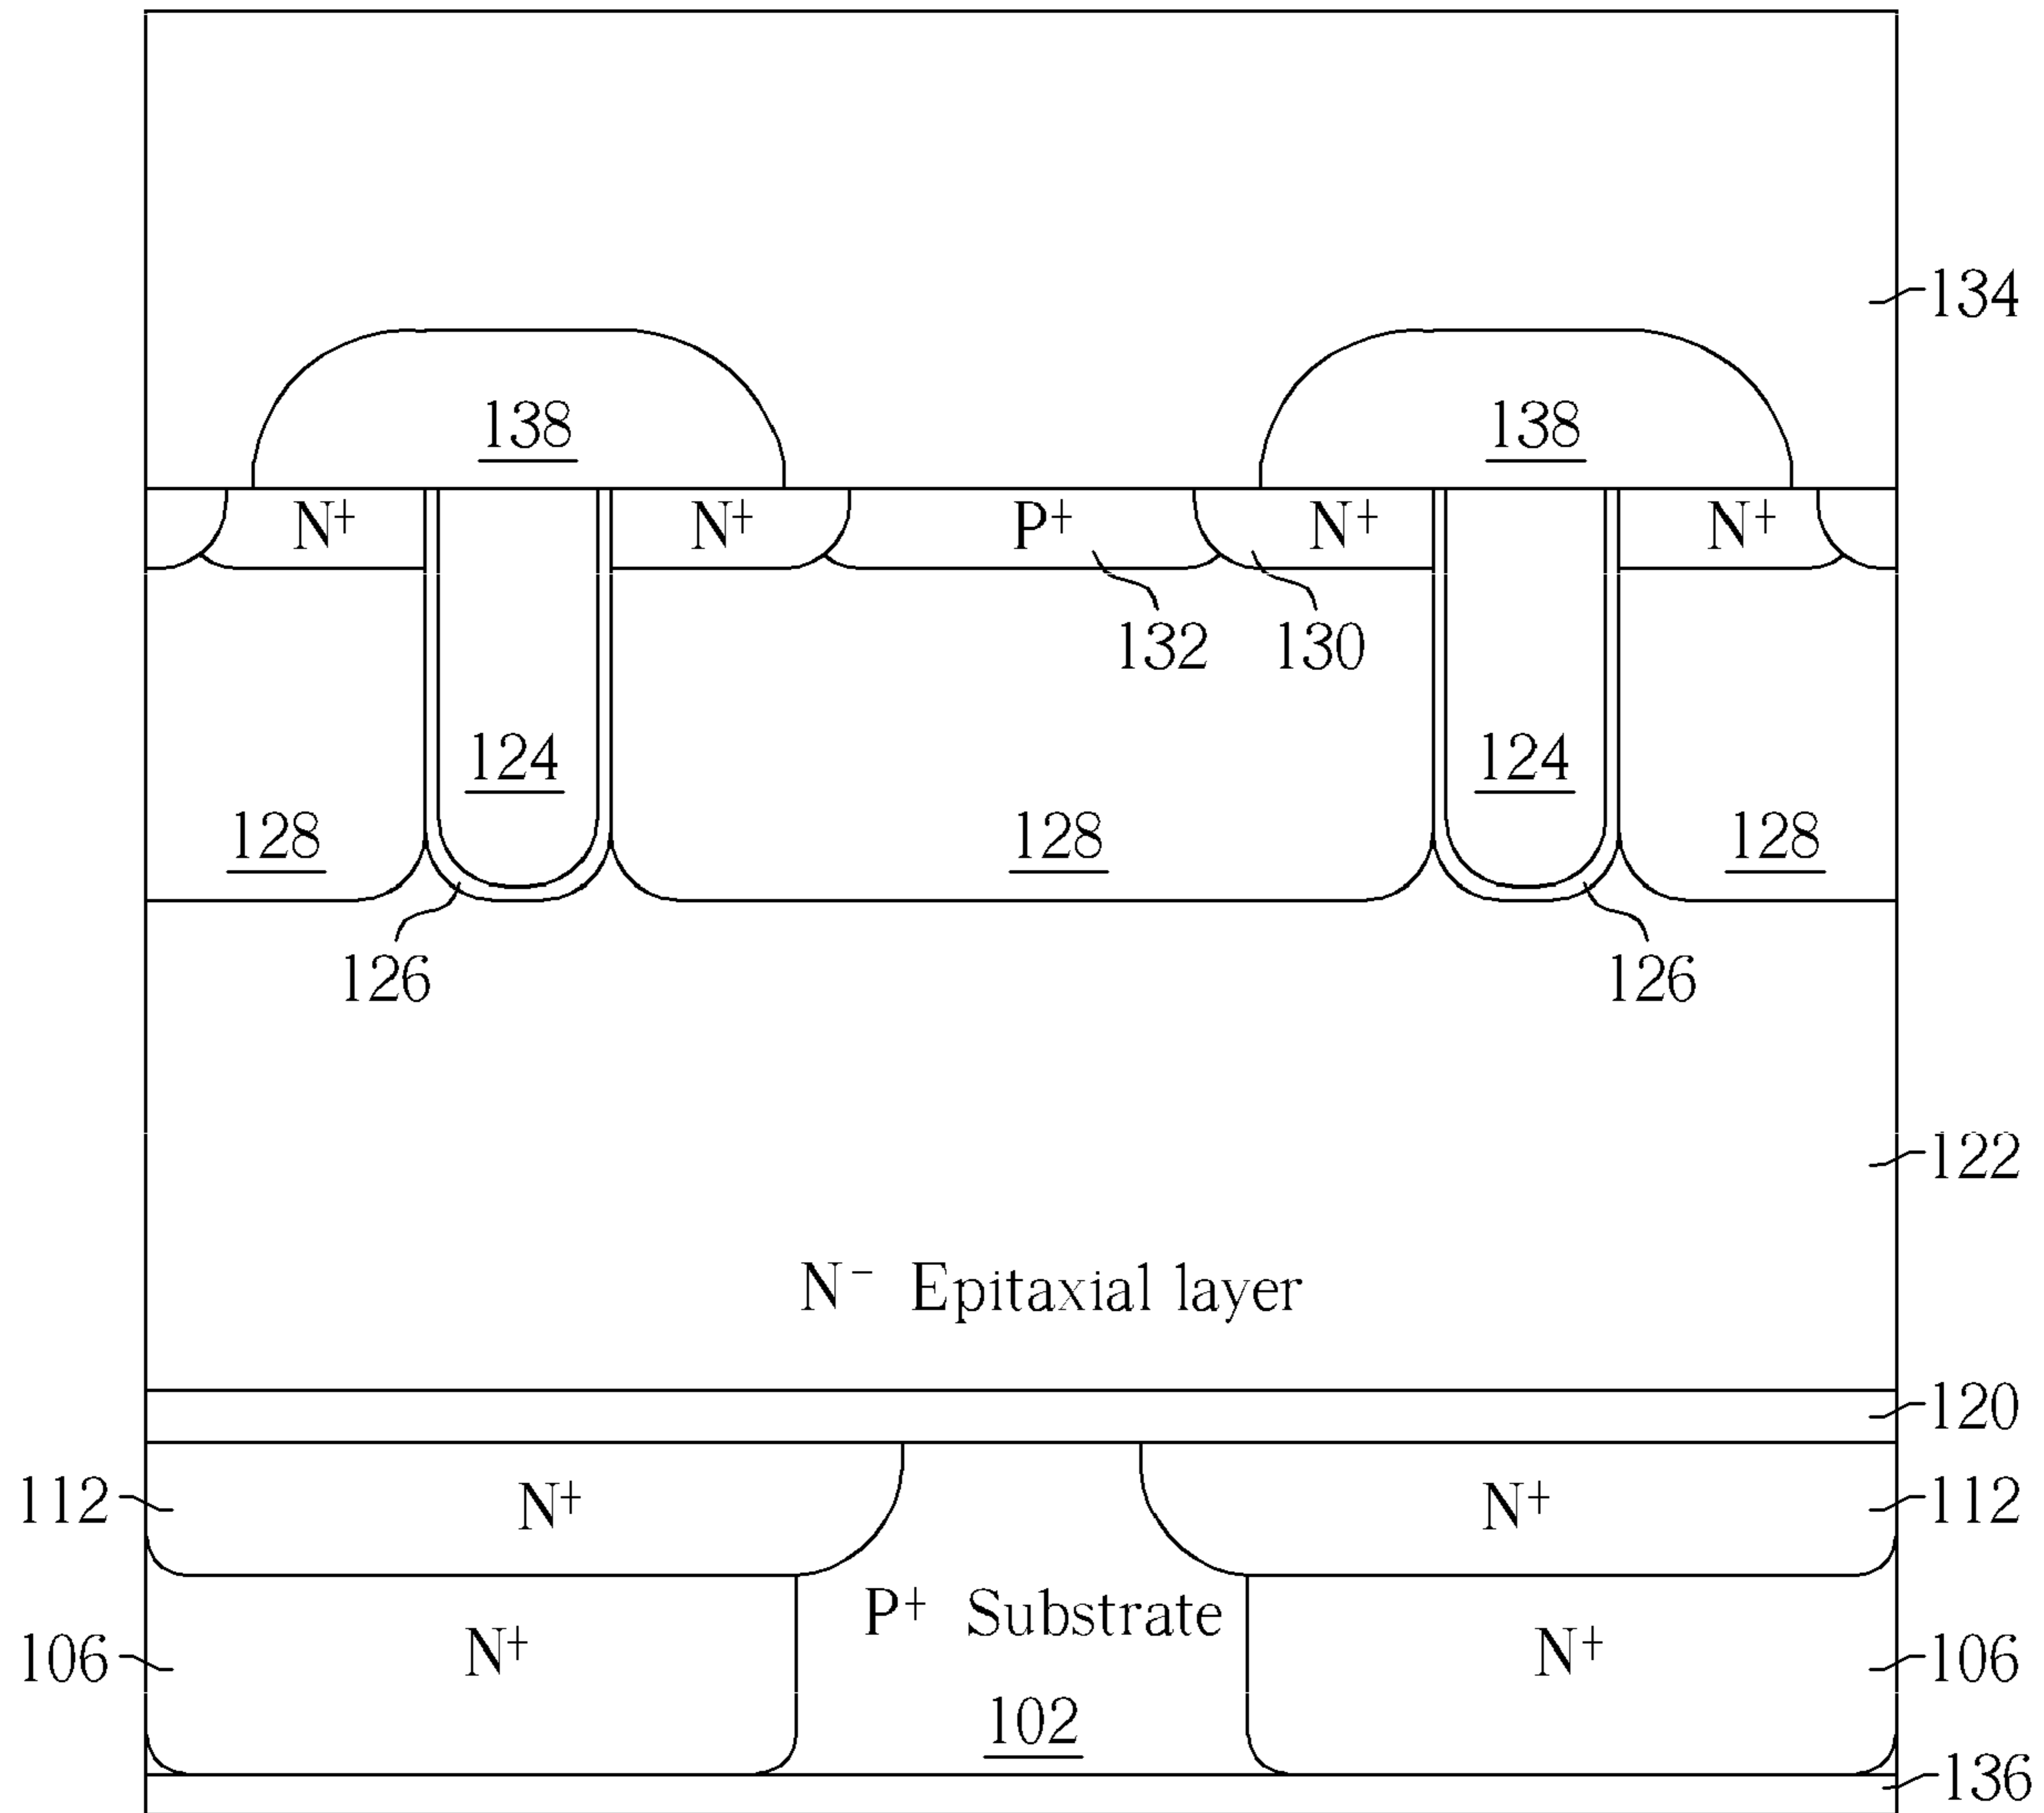 134
138 138
N+ N+ P+ N+ N+
132 130
124 124
128 128 128
126 126
122
N− Epitaxial layer
120
112 N+ N+ 112
P+ Substrate
106 N+ N+ 106
102
136